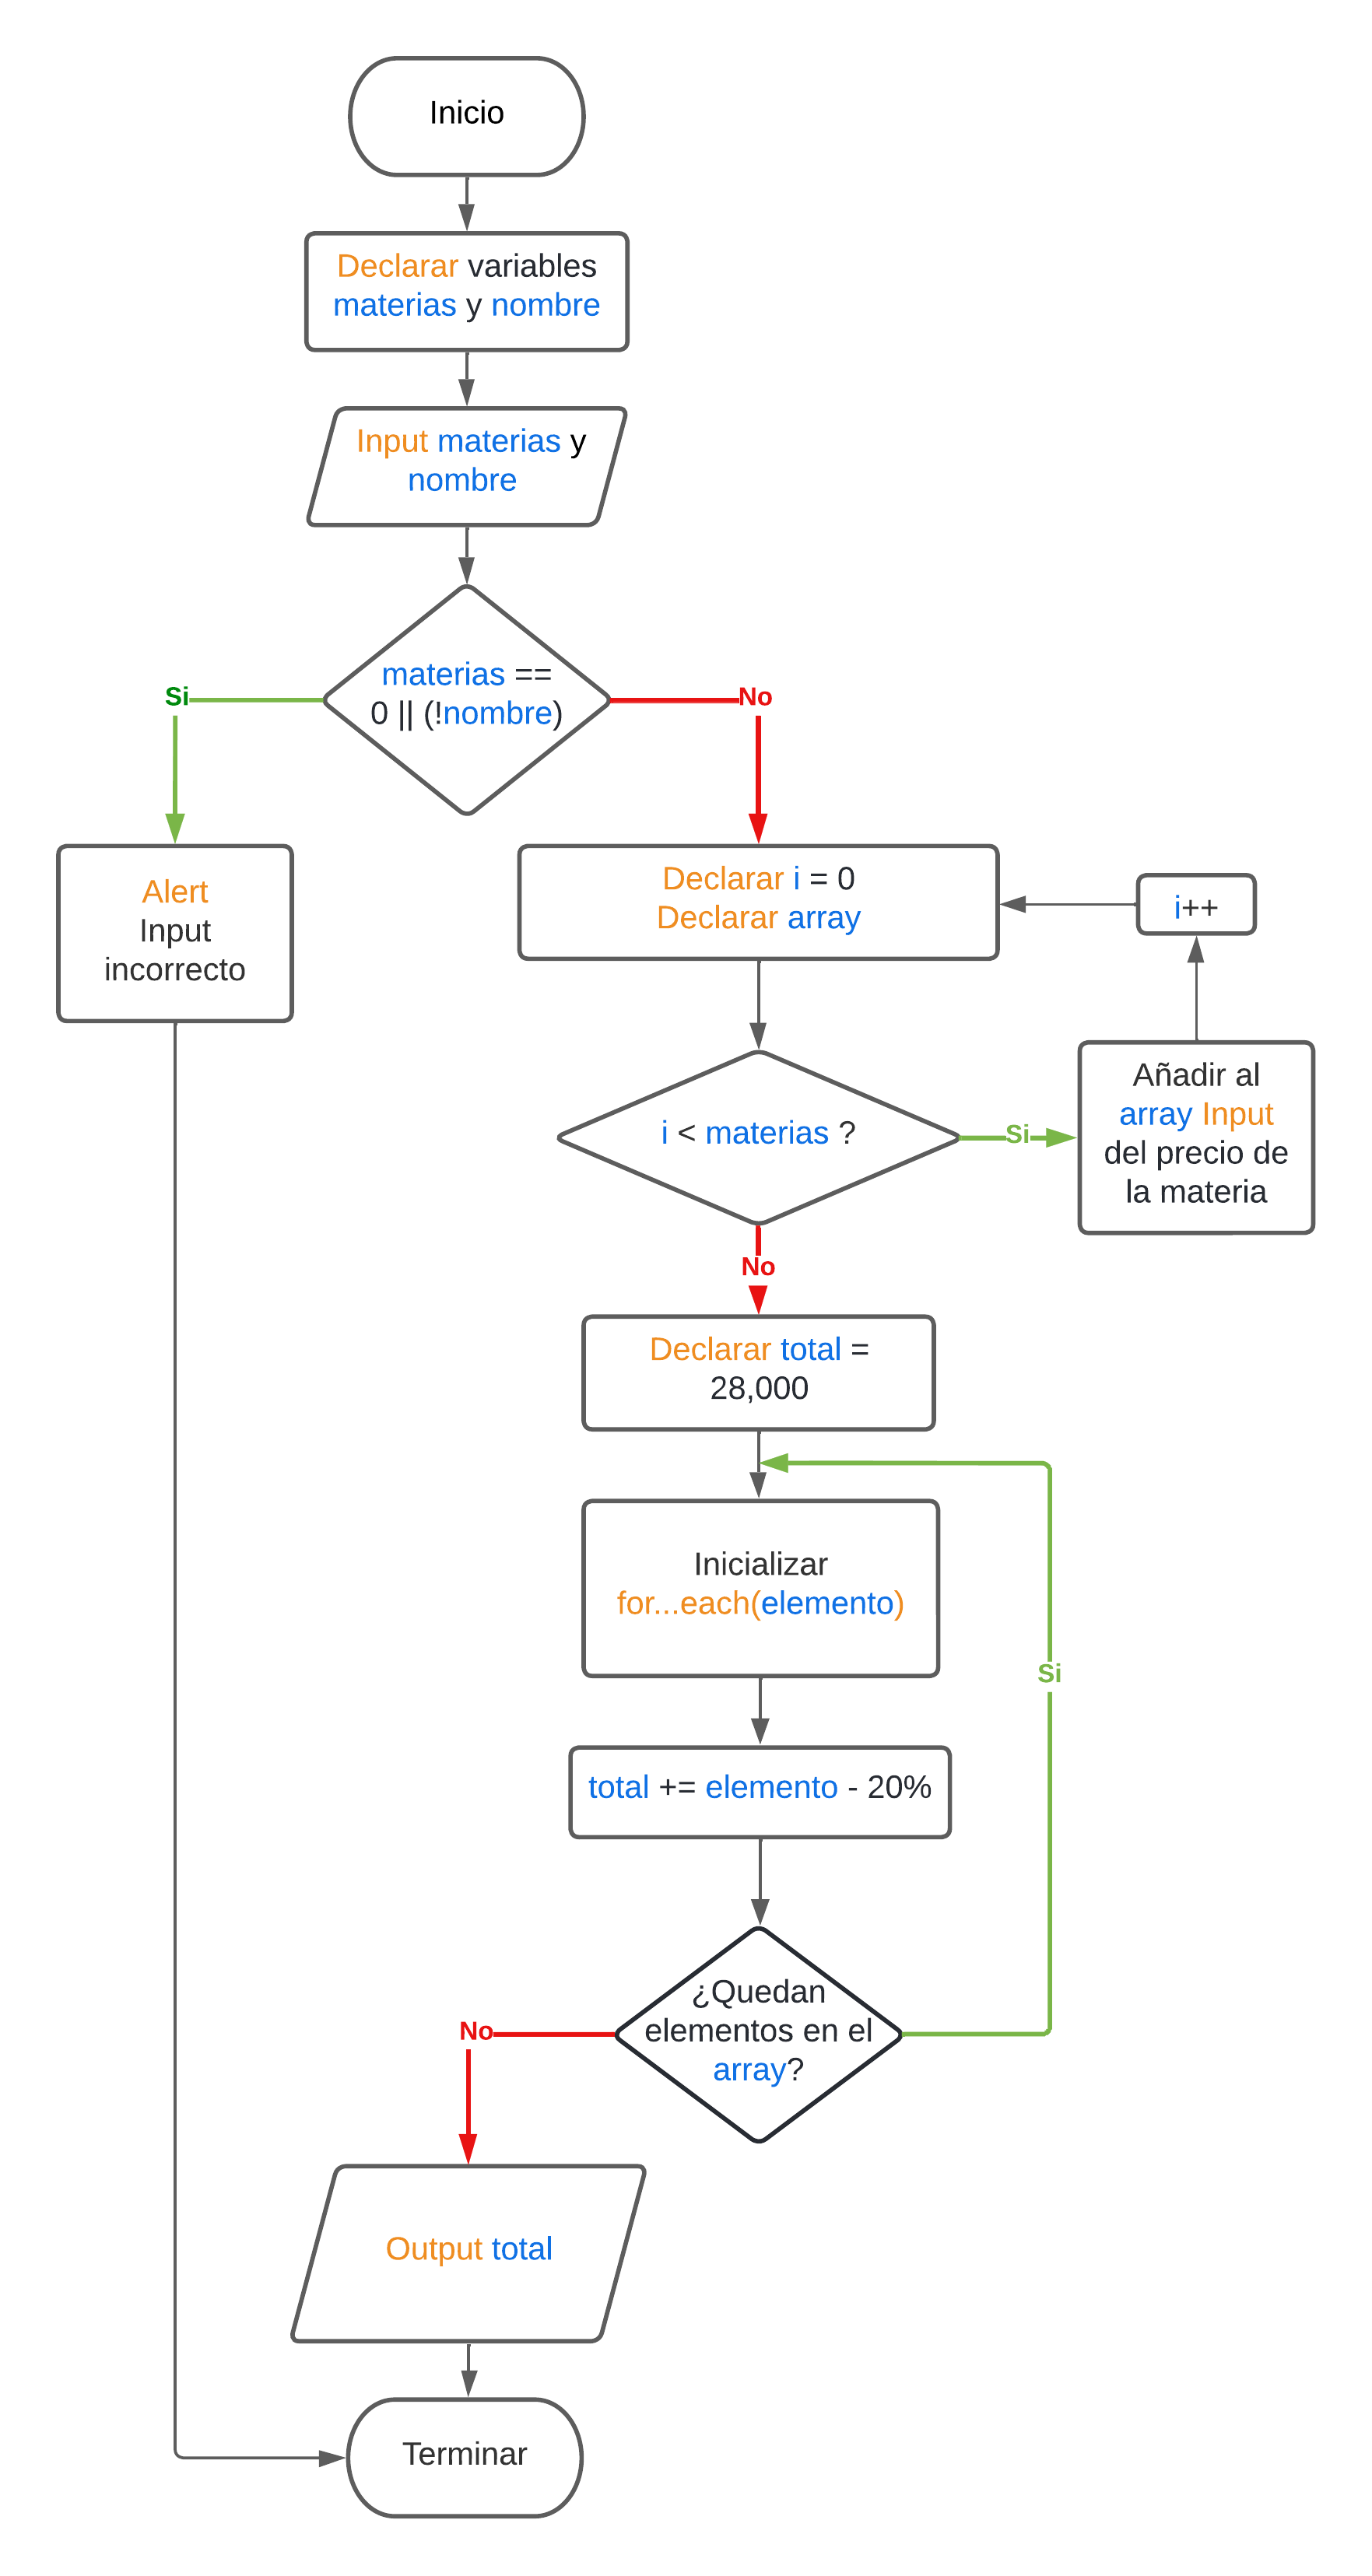 Inicio
Declarar variables
materias y nombre
Input materias y
nombre
materias ==
0 || (!nombre)
Si
No
Alert
Input
incorrecto
Declarar i = 0
Declarar array
i++
i < materias ?
Si
Añadir al
array Input
del precio de
la materia
No
Declarar total =
28,000
Inicializar
for...each(elemento)
Si
total += elemento - 20%
¿Quedan
elementos en el
array?
No
Output total
Terminar